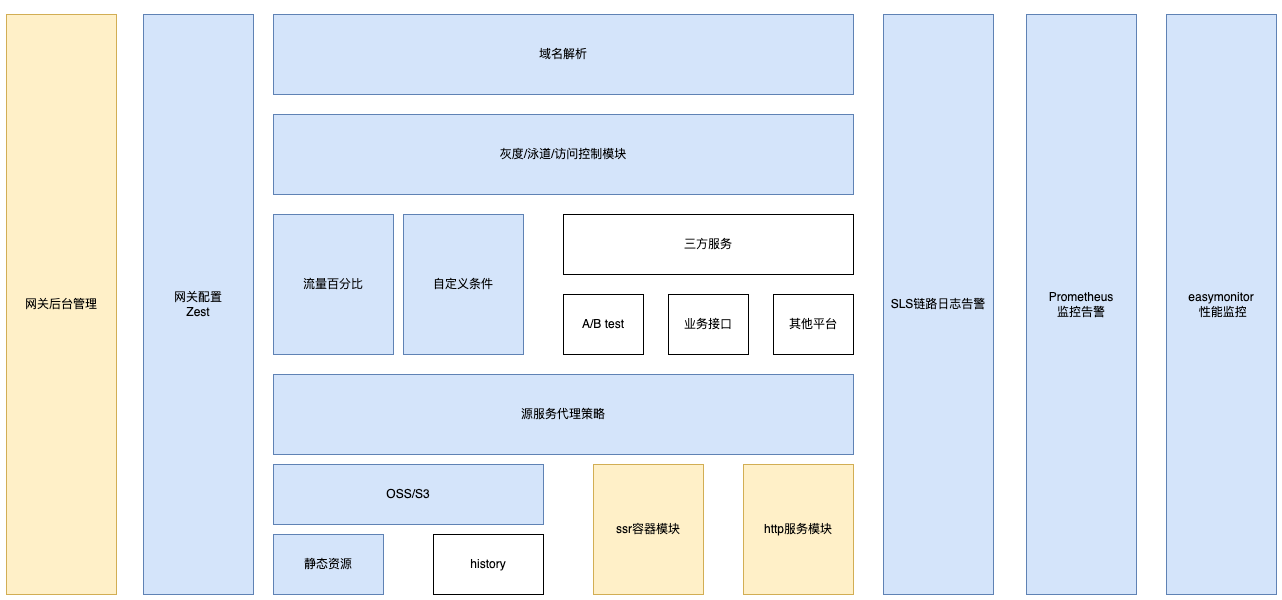 网关后台管理
网关配置
Zest
域名解析
灰度/泳道/访问控制模块
流量百分比
自定义条件
三方服务
A/B test
业务接口
其他平台
源服务代理策略
OSS/S3
静态资源
history
ssr容器模块
http服务模块
SLS链路日志告警
Prometheus
监控告警
easymonitor
性能监控